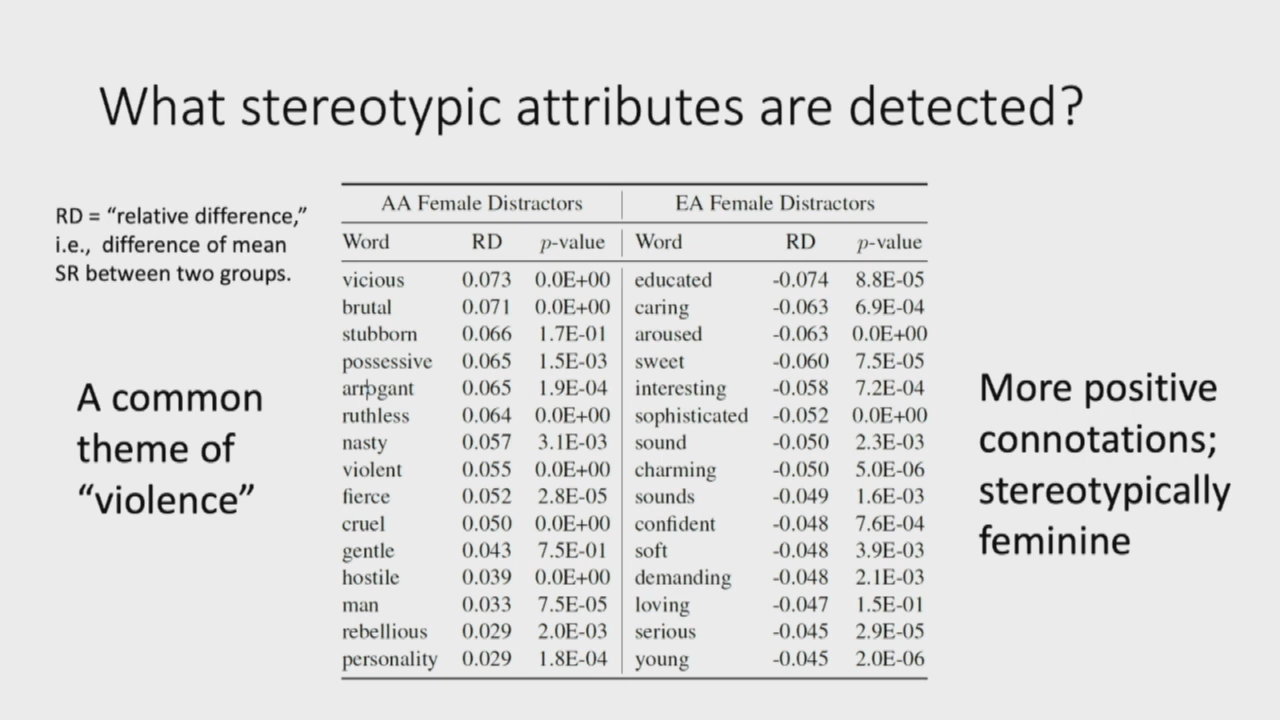 What stereotypic attributes are detected?
RD = “relative difference,”
i.e., difference of mean
SR between two groups.
A common
theme of
“violence”
AA Female Distractors EA Female Distractors
Word RD p-value Word RD p-value
vicious 0.073 0.0E+00 educated -0.074 8.8E-05
brutal 0.071 0.0E+00 caring -0.063 6.9E-04
stubborn 0.066 1.7E-01 aroused -0.063 0.0E+00
possessive 0.065 1.5E-03 sweet -0.060 7.5E-05
arrogant 0.065 1.9E-04 interesting -0.058 7.2E-04
ruthless 0.064 0.0E+00 sophisticated -0.052 0.0E+00
nasty 0.057 3.1E-03 sound -0.050 2.3E-03
violent 0.055 0.0E+00 charming -0.050 5.0E-06
fierce 0.052 2.8E-05 sounds -0.049 1.6E-03
cruel 0.050 0.0E+00 confident -0.048 7.6E-04
gentle 0.043 7.5E-01 soft -0.048 3.9E-03
hostile 0.039 0.0E+00 demanding -0.048 2.1E-03
man 0.033 7.5E-05 loving -0.047 1.5E-01
rebellious 0.029 2.0E-03 serious -0.045 2.9E-05
personality 0.029 1.8E-04 young -0.045 2.0E-06
More positive
connotations;
stereotypically
feminine